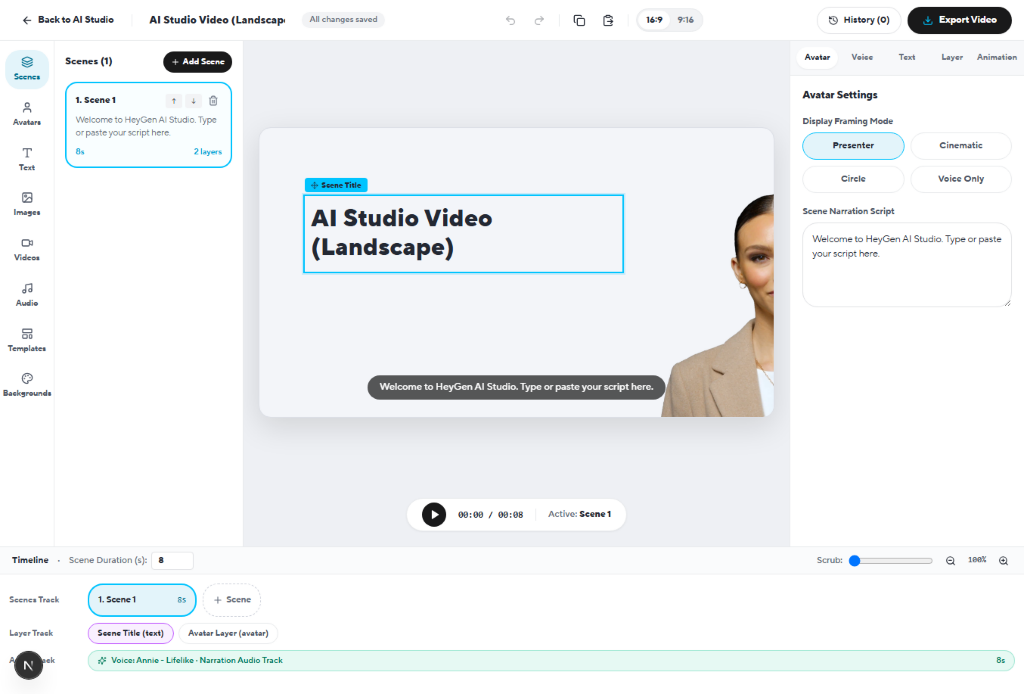 Back to AI Studio
AI Studio Video (Landscap
All changes saved
16:9
9:16
History (0)
Export Video
Scenes
Avatars
Text
Images
Videos
Audio
Templates
Backgrounds
Scenes (1)
+ Add Scene
1. Scene 1
Welcome to HeyGen AI Studio. Type
or paste your script here.
8s
2 layers
Scene Title
AI Studio Video
(Landscape)
Welcome to HeyGen AI Studio. Type or paste your script here.
00:00 / 00:08
Active: Scene 1
Avatar
Voice
Text
Layer
Animation
Avatar Settings
Display Framing Mode
Presenter
Cinematic
Circle
Voice Only
Scene Narration Script
Welcome to HeyGen AI Studio. Type or paste
your script here.
Timeline · Scene Duration (s): 8
Scrub:
100%
Scenes Track
1. Scene 1
8s
+ Scene
Layer Track
Scene Title (text)
Avatar Layer (avatar)
N
Voice: Annie - Lifelike · Narration Audio Track
8s